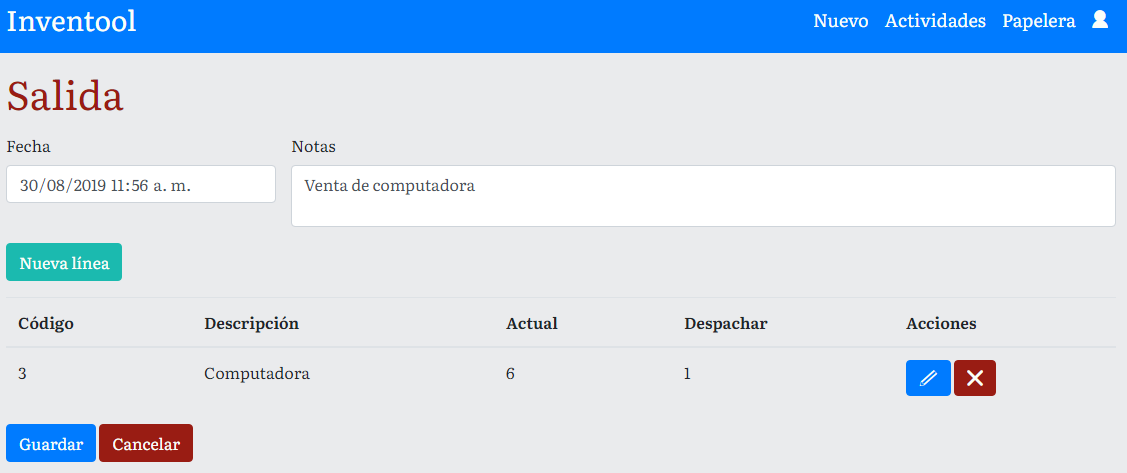 Inventool
Nuevo Actividades Papelera
Salida
Fecha Notas
30/08/2019 11:56 a. m. Venta de computadora
Nueva línea
Código Descripción Actual Despachar Acciones
3 Computadora 6 1
Guardar Cancelar